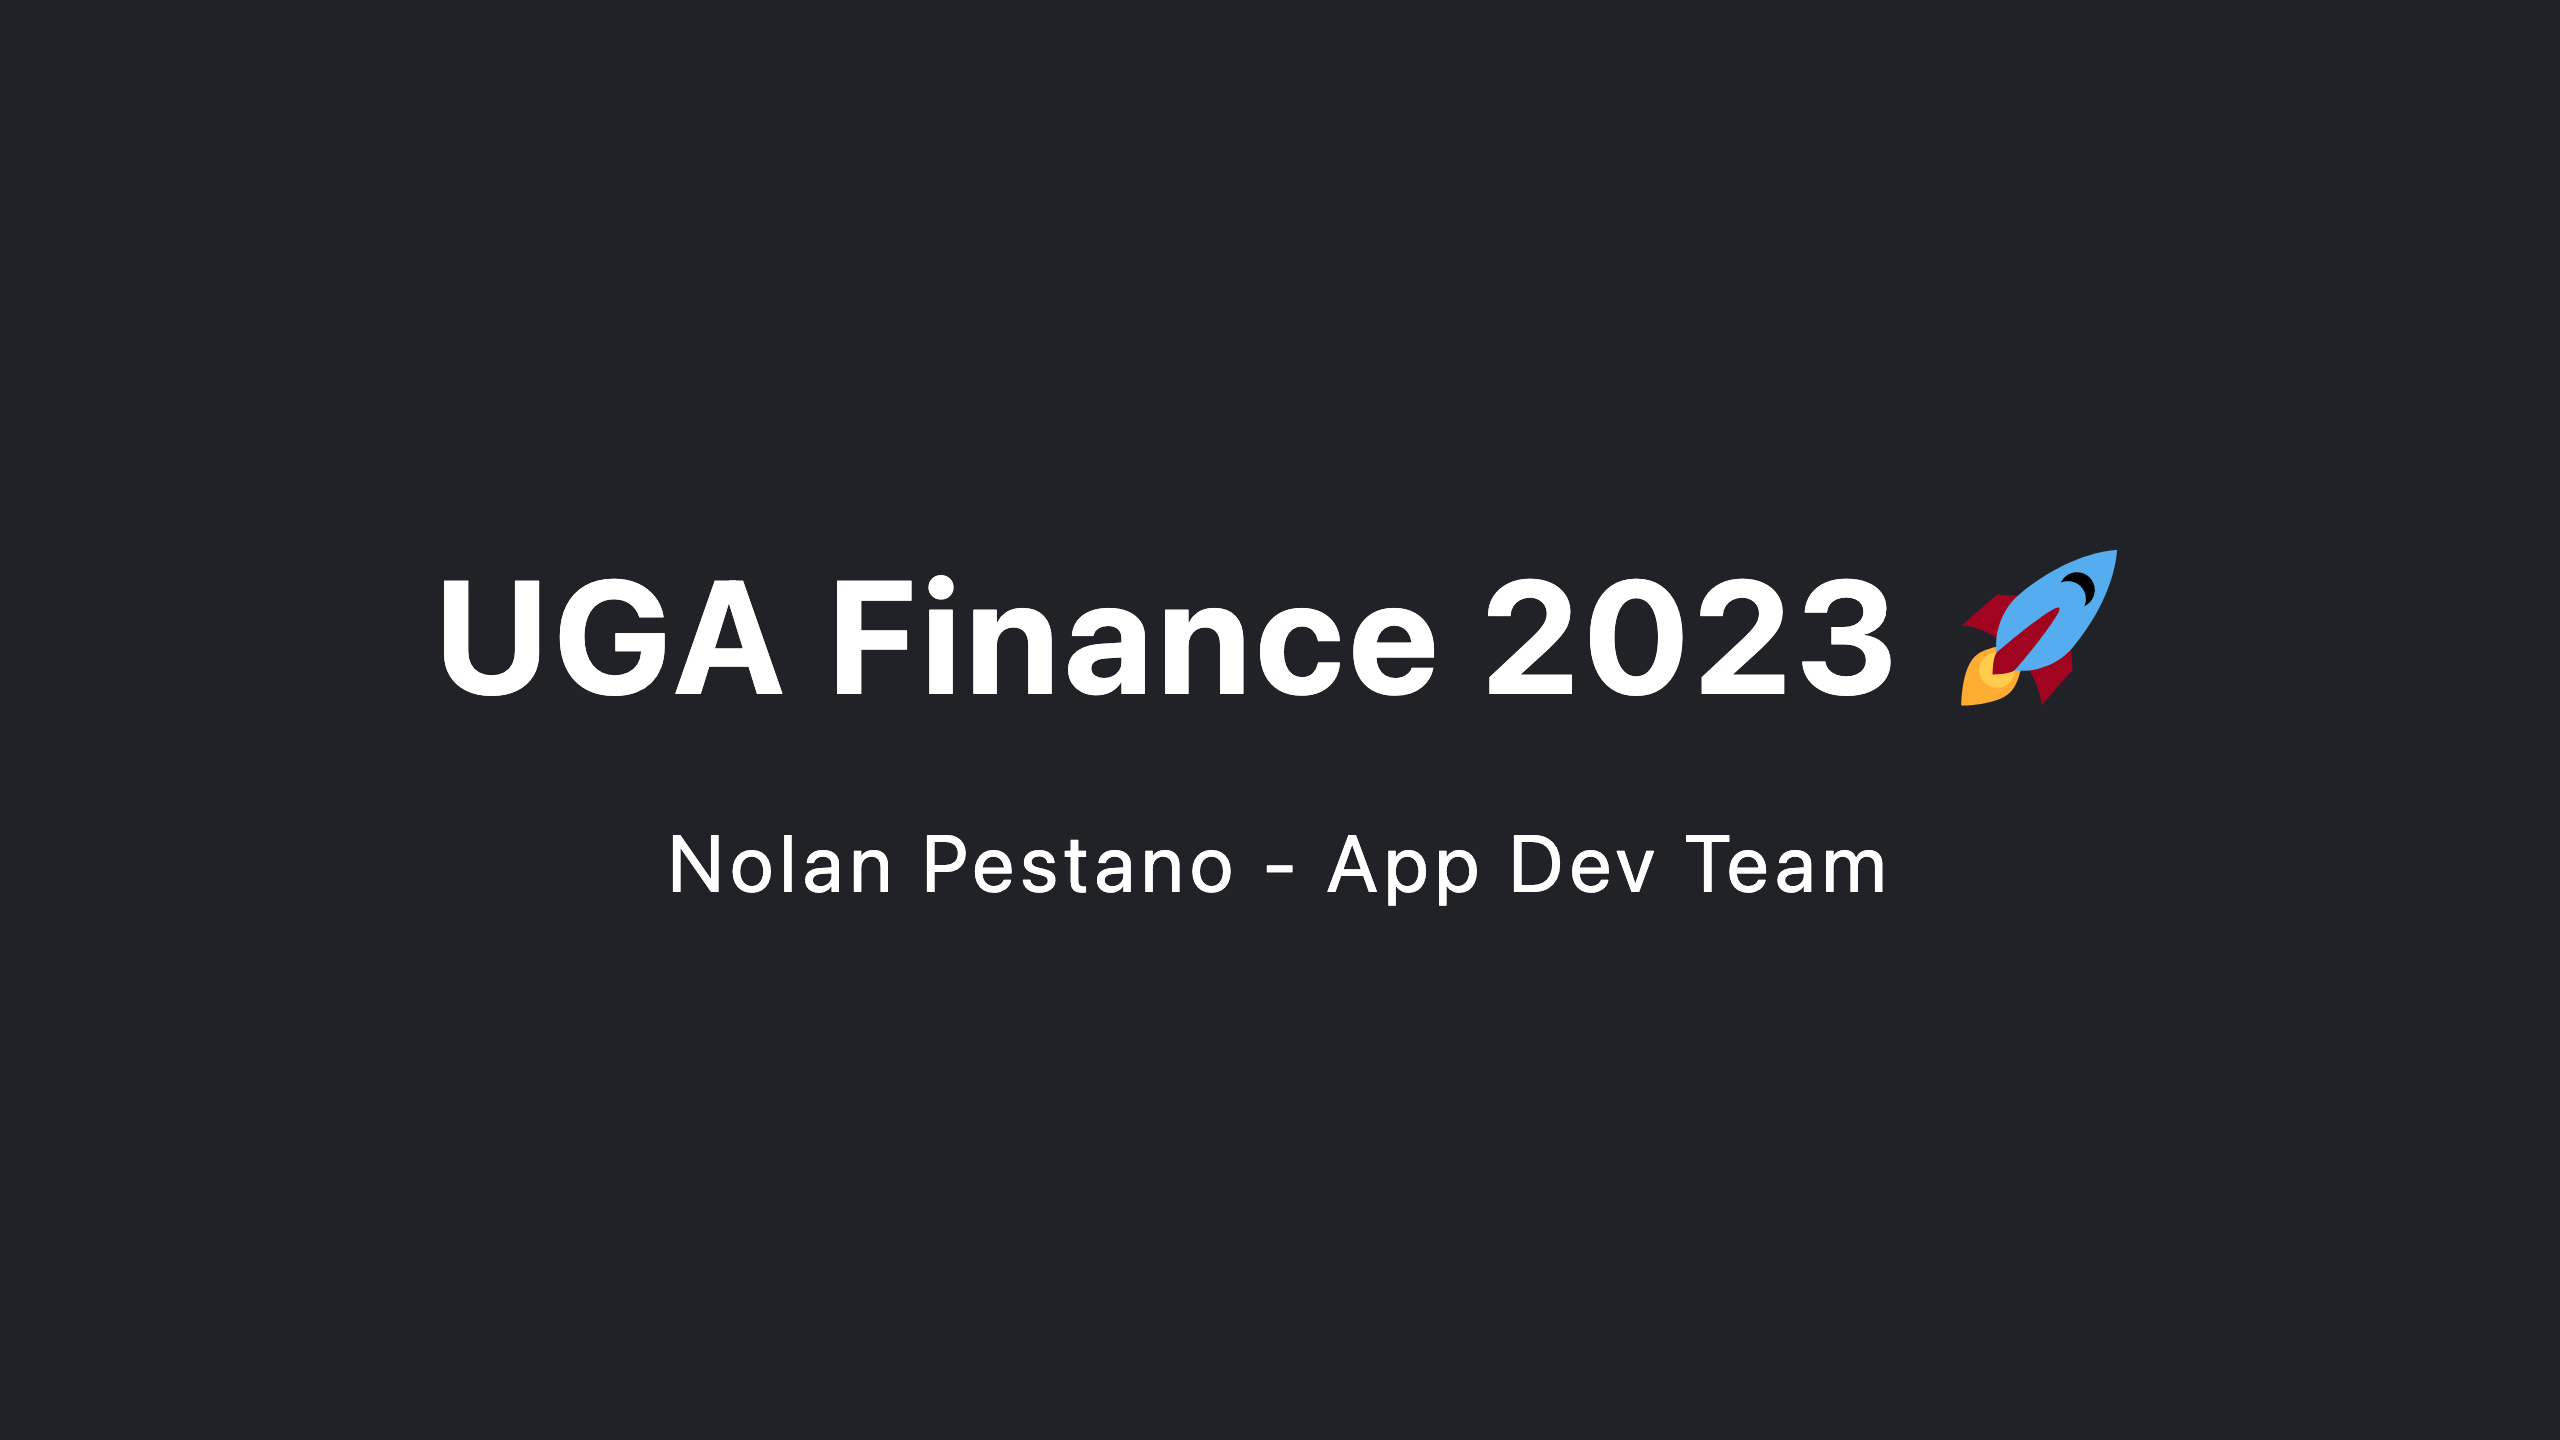 UGA Finance 2023 🚀
Nolan Pestano - App Dev Team